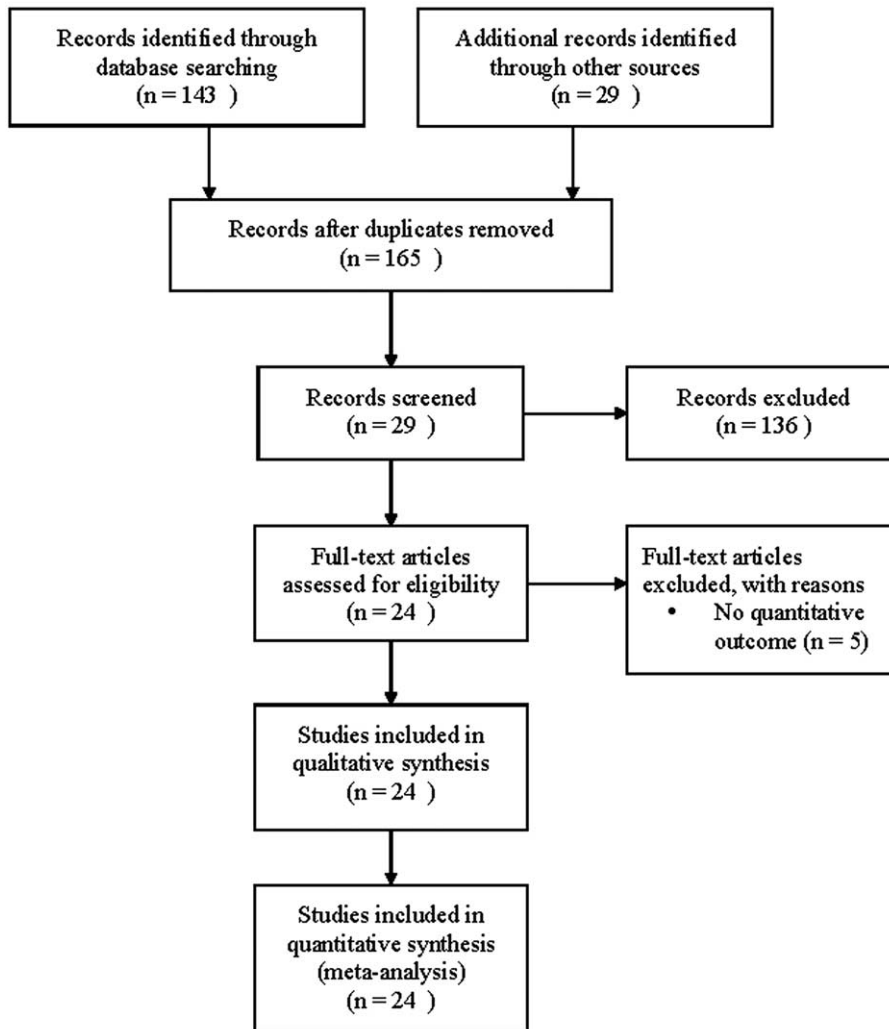 Records identified through
database searching
(n = 143 )
Additional records identified
through other sources
(n = 29 )
Records after duplicates removed
(n = 165 )
Records screened
(n = 29 )
Records excluded
(n = 136 )
Full-text articles
assessed for eligibility
(n = 24 )
Full-text articles
excluded, with reasons
• No quantitative
outcome (n = 5)
Studies included in
qualitative synthesis
(n = 24 )
Studies included in
quantitative synthesis
(meta-analysis)
(n = 24 )